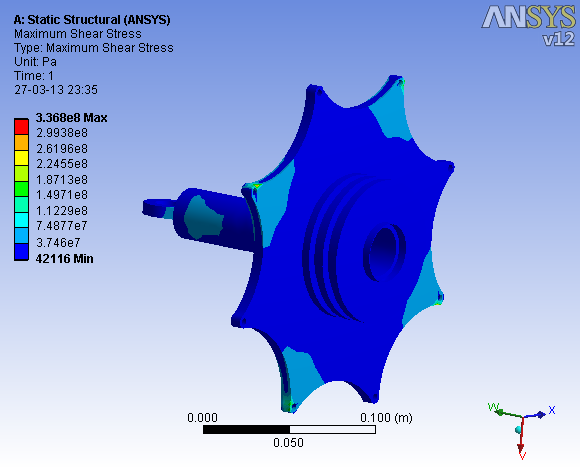 A: Static Structural (ANSYS)
Maximum Shear Stress
Type: Maximum Shear Stress
Unit: Pa
Time: 1
27-03-13 23:35
ANSYS
v12
3.368e8 Max
2.9938e8
2.6196e8
2.2455e8
1.8713e8
1.4971e8
1.1229e8
7.4877e7
3.746e7
42116 Min
0.000
0.100 (m)
0.050
X